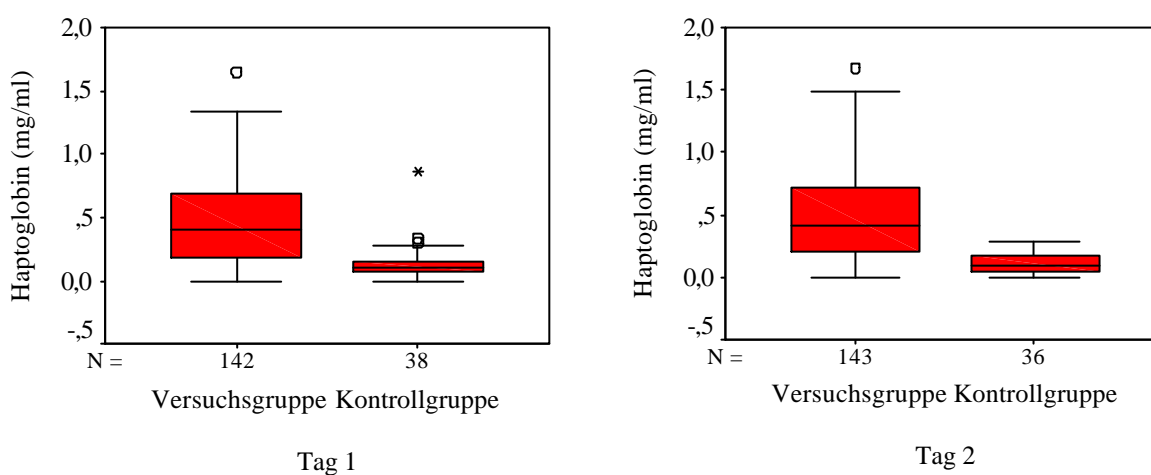 Haptoglobin (mg/ml)
2,0
1,5
1,0
,5
0,0
-,5
N =
142
38
Versuchsgruppe Kontrollgruppe
Tag 1
Haptoglobin (mg/ml)
2,0
1,5
1,0
,5
0,0
-,5
N =
143
36
Versuchsgruppe Kontrollgruppe
Tag 2